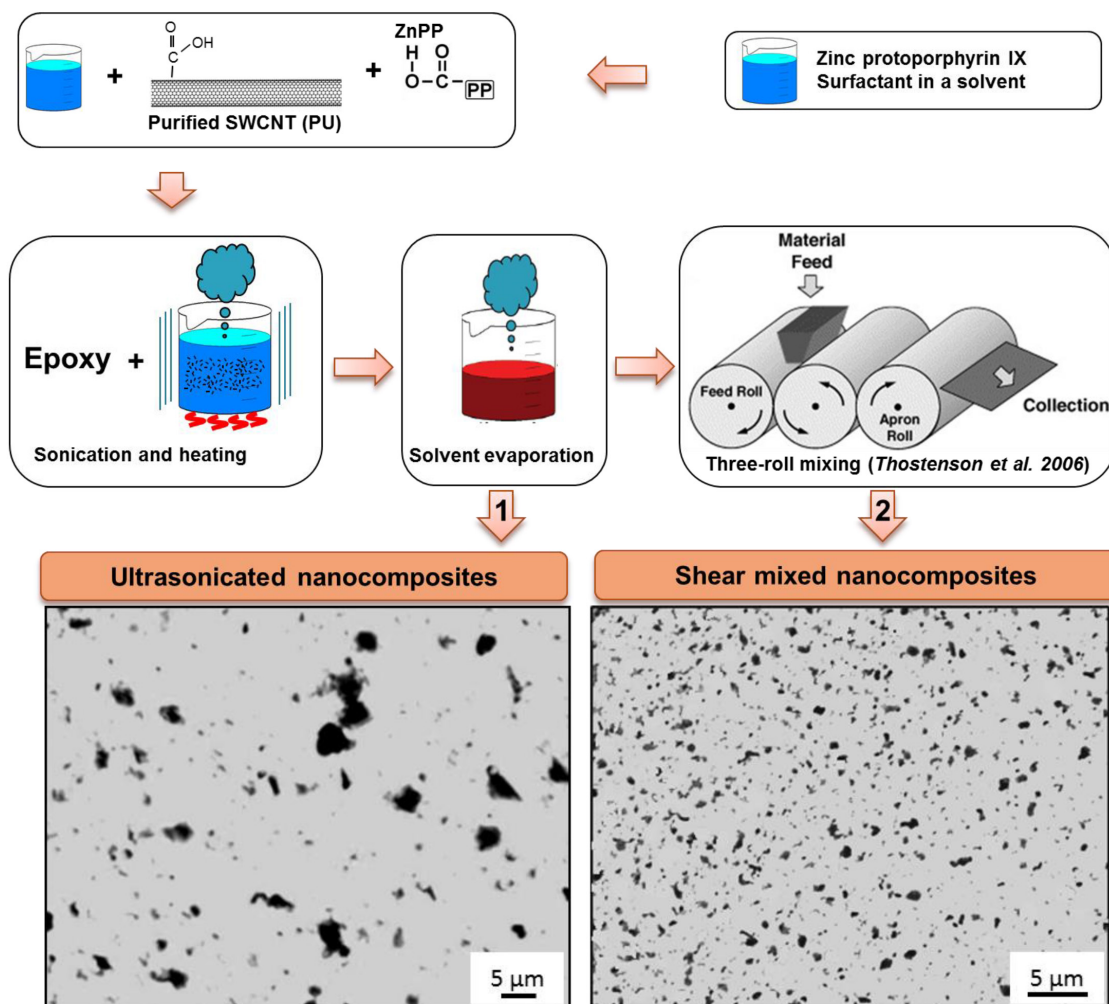 O
OH
C
+
Purified SWCNT (PU)
+
ZnPP
H O
O-C
PP
Zinc protoporphyrin IX
Surfactant in a solvent
Epoxy +
Sonication and heating
Solvent evaporation
Material
Feed
Feed Roll
Apron
Roll
Collection
Three-roll mixing (Thostenson et al. 2006)
1
2
Ultrasonicated nanocomposites
Shear mixed nanocomposites
5 µm
5 µm